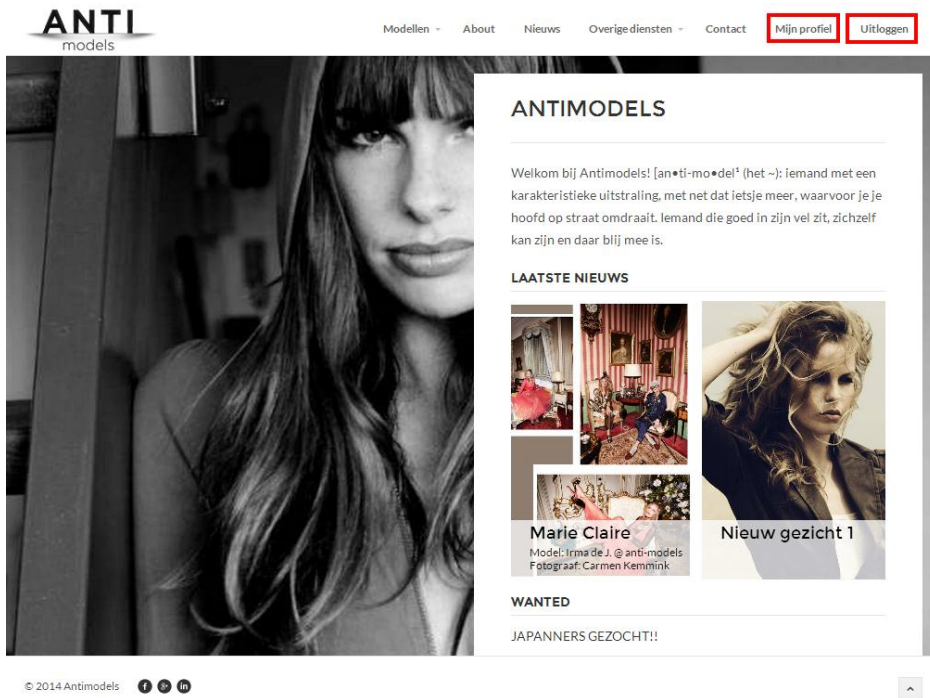 ANTI
models
Modellen About Nieuws Overige diensten Contact Mijn profiel Uitloggen
ANTIMODELS
Welkom bij Antimodels! [an•ti-mo•del¹ (het ~): iemand met een
karakteristieke uitstraling, met net dat ietsje meer, waarvoor je je
hoofd op straat omdraait. Iemand die goed in zijn vel zit, zichzelf
kan zijn en daar blij mee is.
LAATSTE NIEUWS
Marie Claire
Model: Irma de J. @ anti-models
Fotograaf: Carmen Kemmink
Nieuw gezicht 1
WANTED
JAPANNERS GEZOCHT!!
© 2014 Antimodels